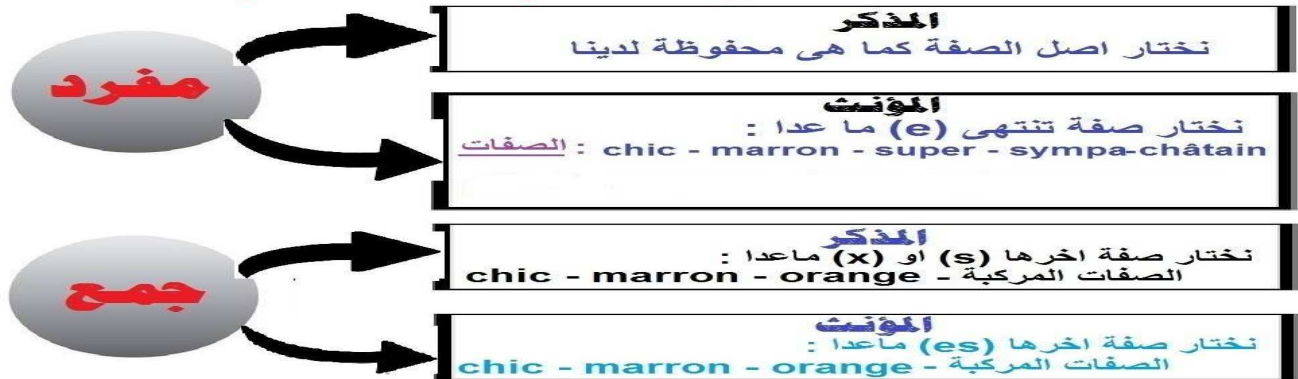 مفرد
المذكر
نختار اصل الصفة كما هى محفوظة لدينا
المؤنث
نختار صفة تنتهى (e) ما عدا :
الصفات : chic - marron - super - sympa-châtain
جمع
المذكر
نختار صفة اخرها (s) او (x) ماعدا :
الصفات المركبة - chic - marron - orange
المؤنث
نختار صفة اخرها (es) ماعدا :
الصفات المركبة - chic - marron - orange